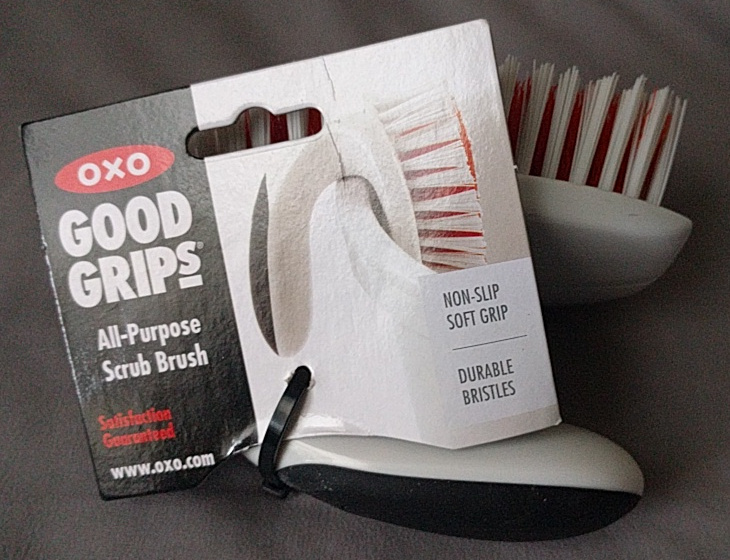 OXO
GOOD
GRIPS®
All-Purpose
Scrub Brush
Satisfaction
Guaranteed
www.oxo.com
NON-SLIP
SOFT GRIP
DURABLE
BRISTLES